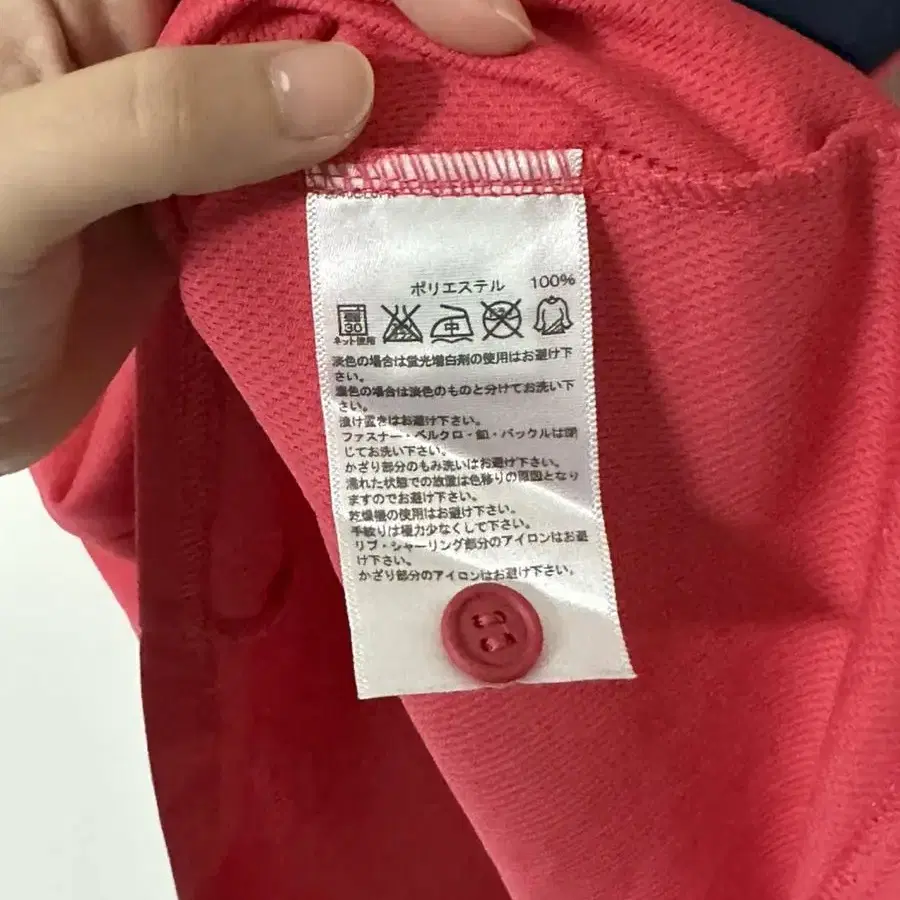 ポリエステル 100%
30 中
ネット使用
淡色の場合は蛍光増白剤の使用はお避け下
さい。
濃色の場合は淡色のものと分けてお洗い下
さい。
漬け置きはお避け下さい。
ファスナー・ベルクロ・釦・バックルは閉
じてお洗い下さい。
かざり部分のもみ洗いはお避け下さい。
濡れた状態での放置は色移りの原因となり
ますのでお避け下さい。
乾燥機の使用はお避け下さい。
手絞りは極力少なくして下さい。
リブ・シャーリング部分のアイロンはお避
け下さい。
かざり部分のアイロンはお避け下さい。